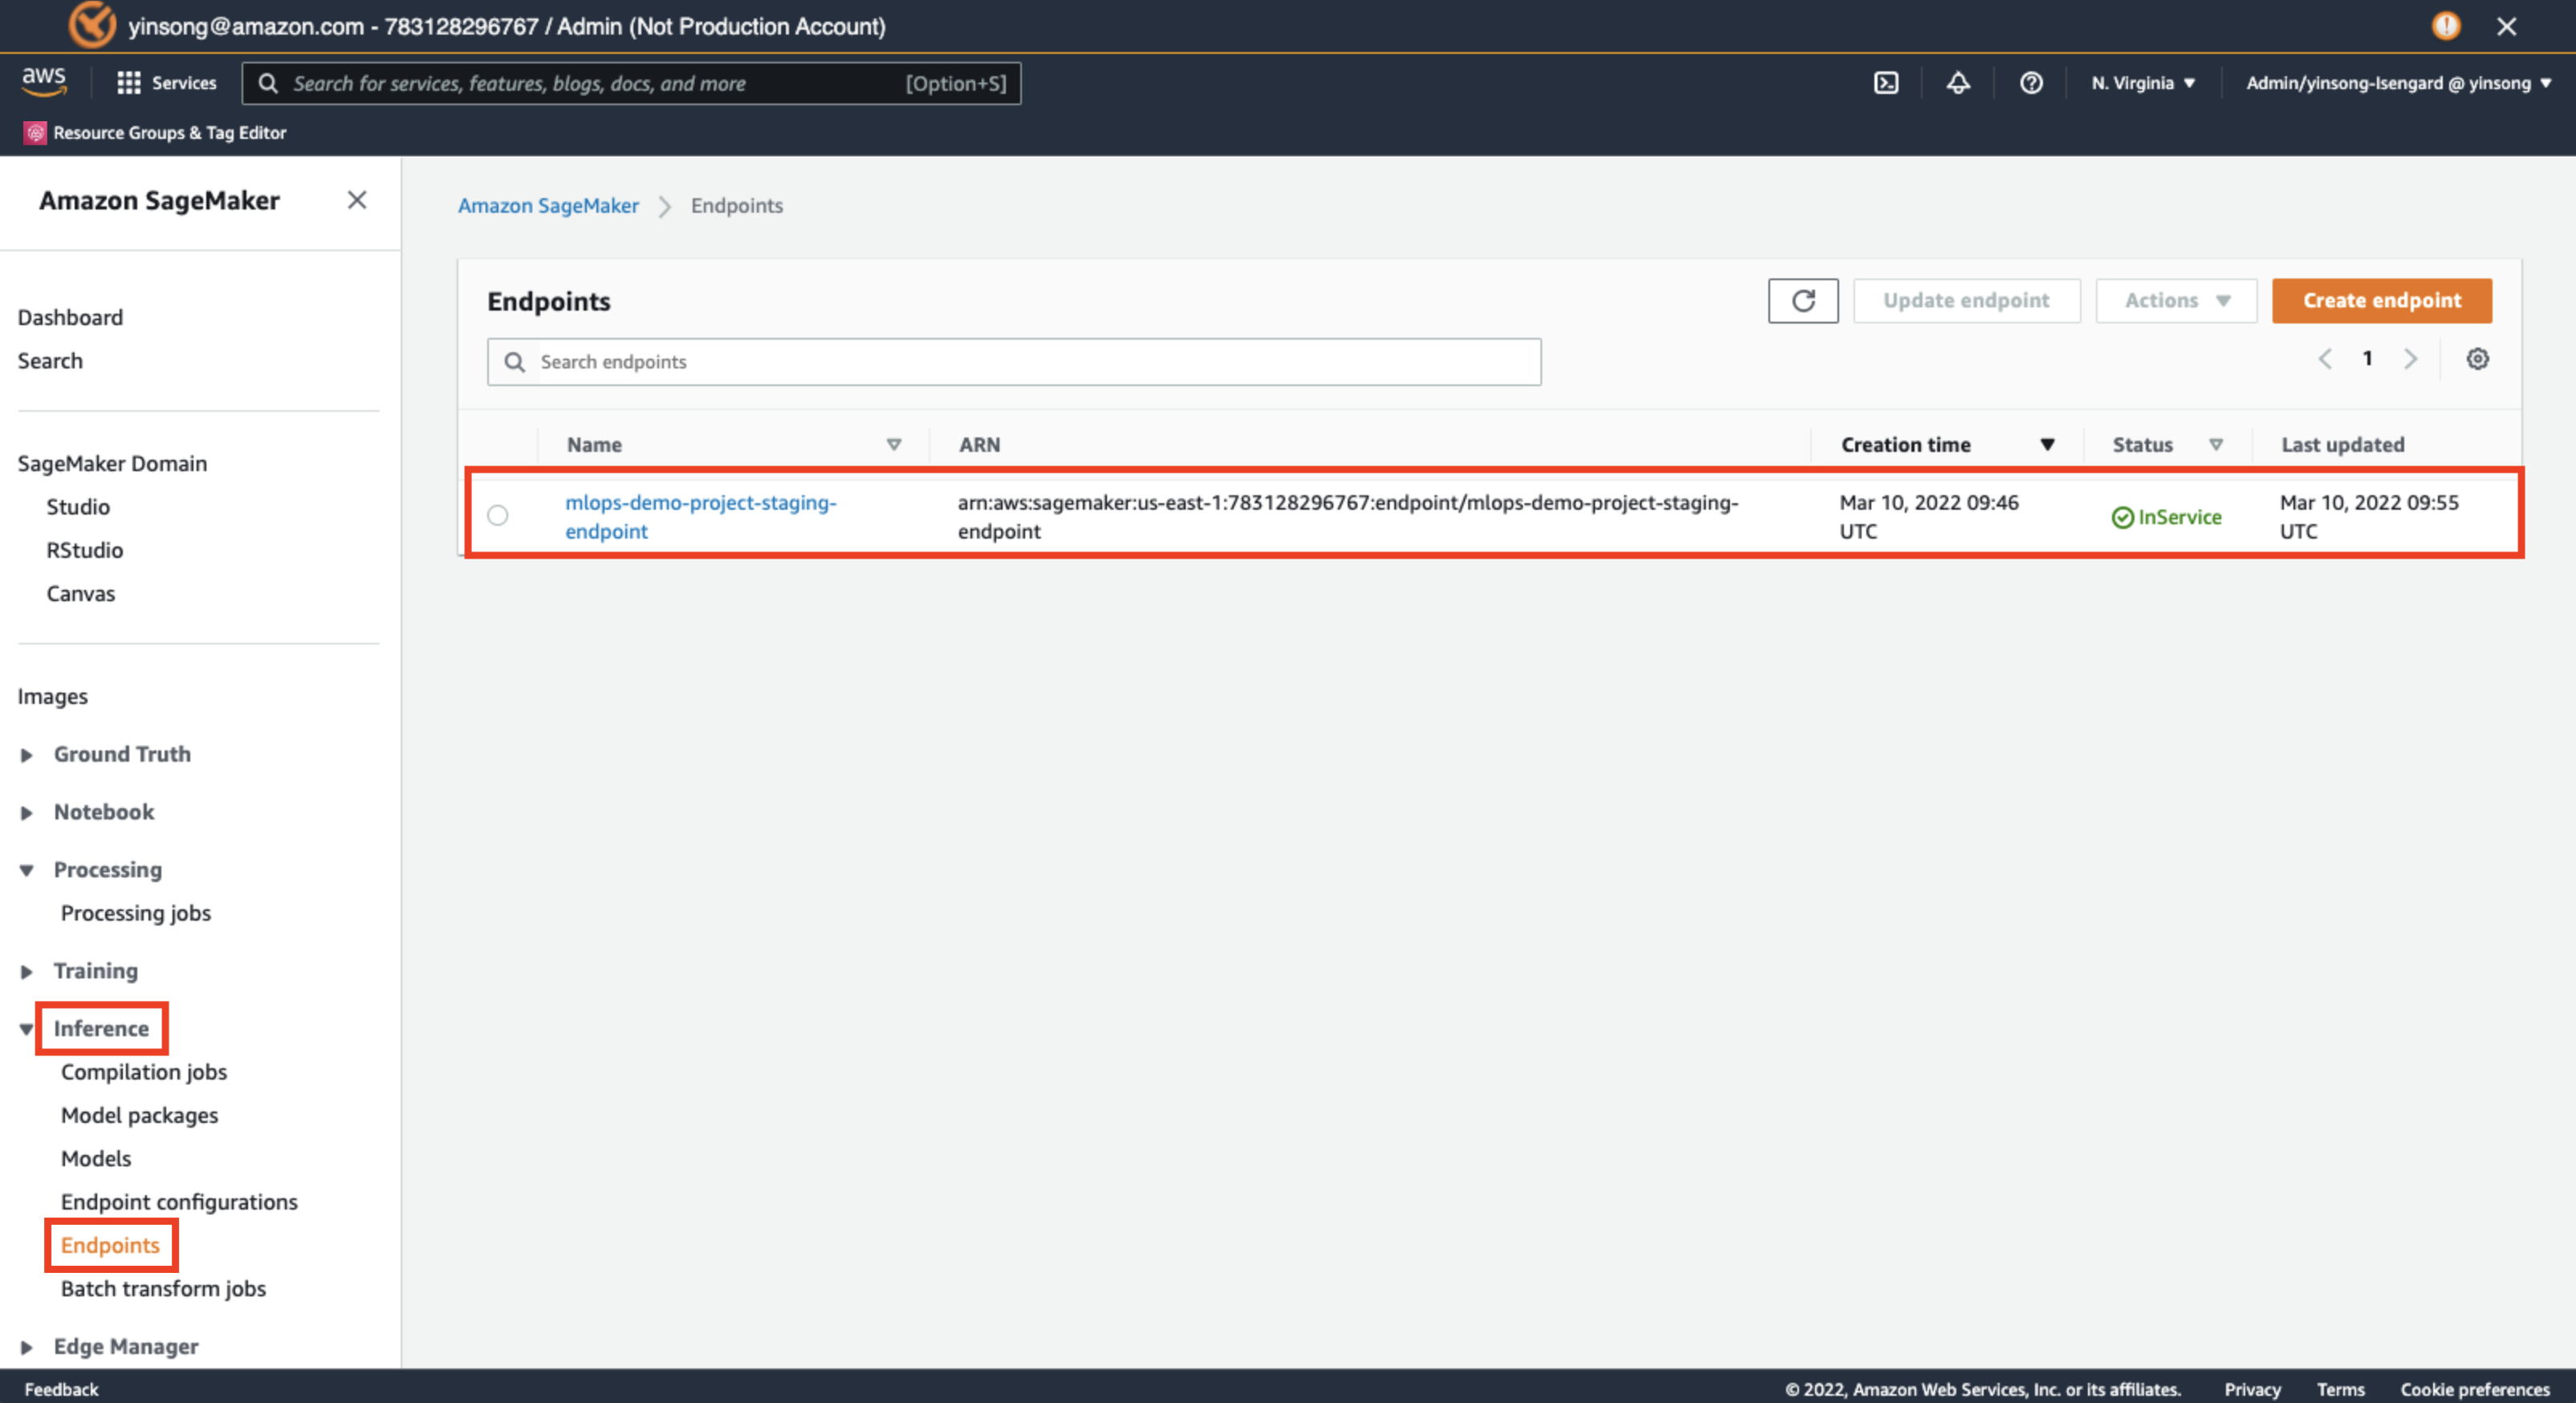 yinsong@amazon.com - 783128296767 / Admin (Not Production Account)
aws
Services
Search for services, features, blogs, docs, and more
[Option+S]
N. Virginia
Admin/yinsong-Isengard @ yinsong
Resource Groups & Tag Editor
Amazon SageMaker
Dashboard
Search
SageMaker Domain
Studio
RStudio
Canvas
Images
Ground Truth
Notebook
Processing
Processing jobs
Training
Inference
Compilation jobs
Model packages
Models
Endpoint configurations
Endpoints
Batch transform jobs
Edge Manager
Amazon SageMaker
Endpoints
Endpoints
Update endpoint
Actions
Create endpoint
Search endpoints
1
Name
ARN
Creation time
Status
Last updated
mlops-demo-project-staging-
endpoint
arn:aws:sagemaker:us-east-1:783128296767:endpoint/mlops-demo-project-staging-
endpoint
Mar 10, 2022 09:46
UTC
InService
Mar 10, 2022 09:55
UTC
Feedback
© 2022, Amazon Web Services, Inc. or its affiliates.
Privacy
Terms
Cookie preferences